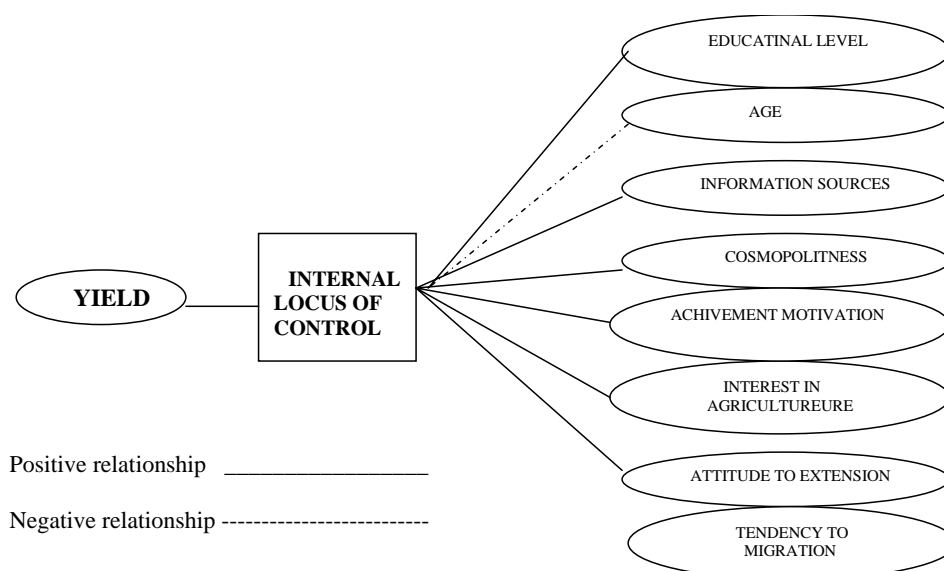 EDUCATINAL LEVEL
AGE
INFORMATION SOURCES
COSMOPOLITNESS
ACHIVEMENT MOTIVATION
INTEREST IN
AGRICULTUREURE
ATTITUDE TO EXTENSION
TENDENCY TO
MIGRATION
INTERNAL
LOCUS OF
CONTROL
YIELD
Positive relationship
Negative relationship